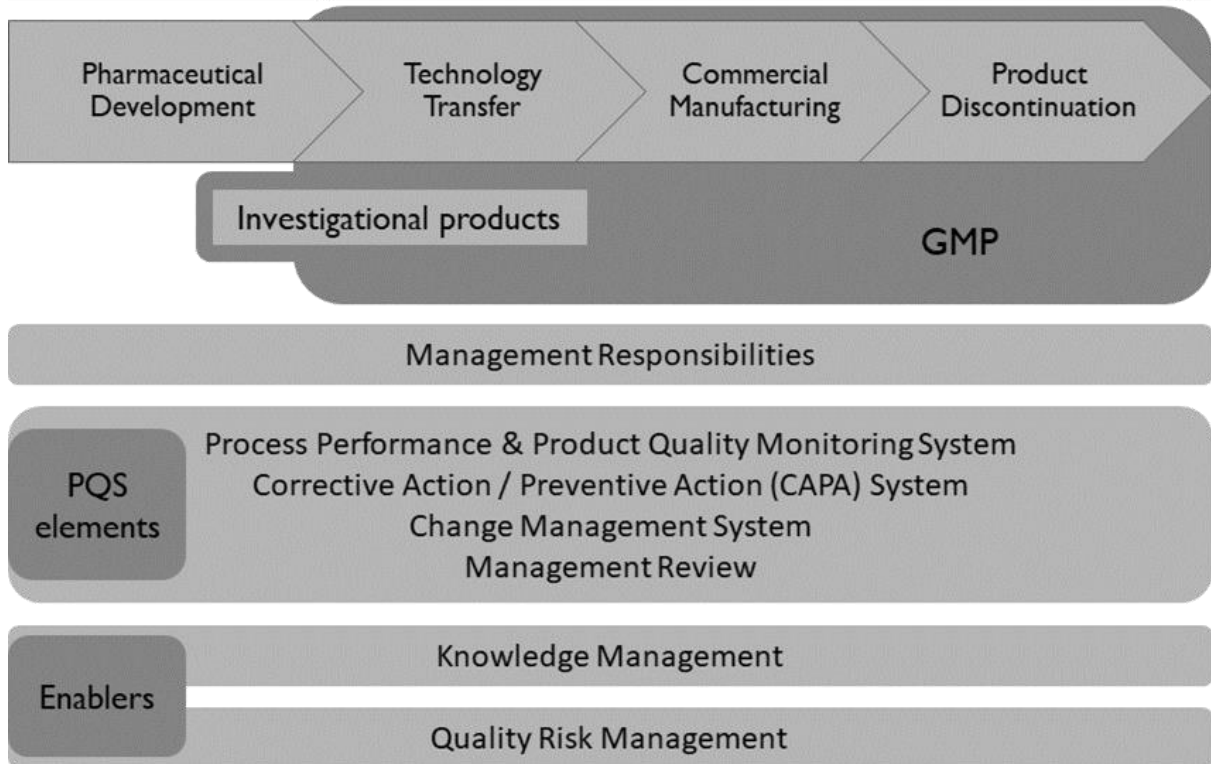 Pharmaceutical
Development
Technology
Transfer
Commercial
Manufacturing
Product
Discontinuation
Investigational products
GMP
Management Responsibilities
PQS
elements
Process Performance & Product Quality Monitoring System
Corrective Action / Preventive Action (CAPA) System
Change Management System
Management Review
Enablers
Knowledge Management
Quality Risk Management